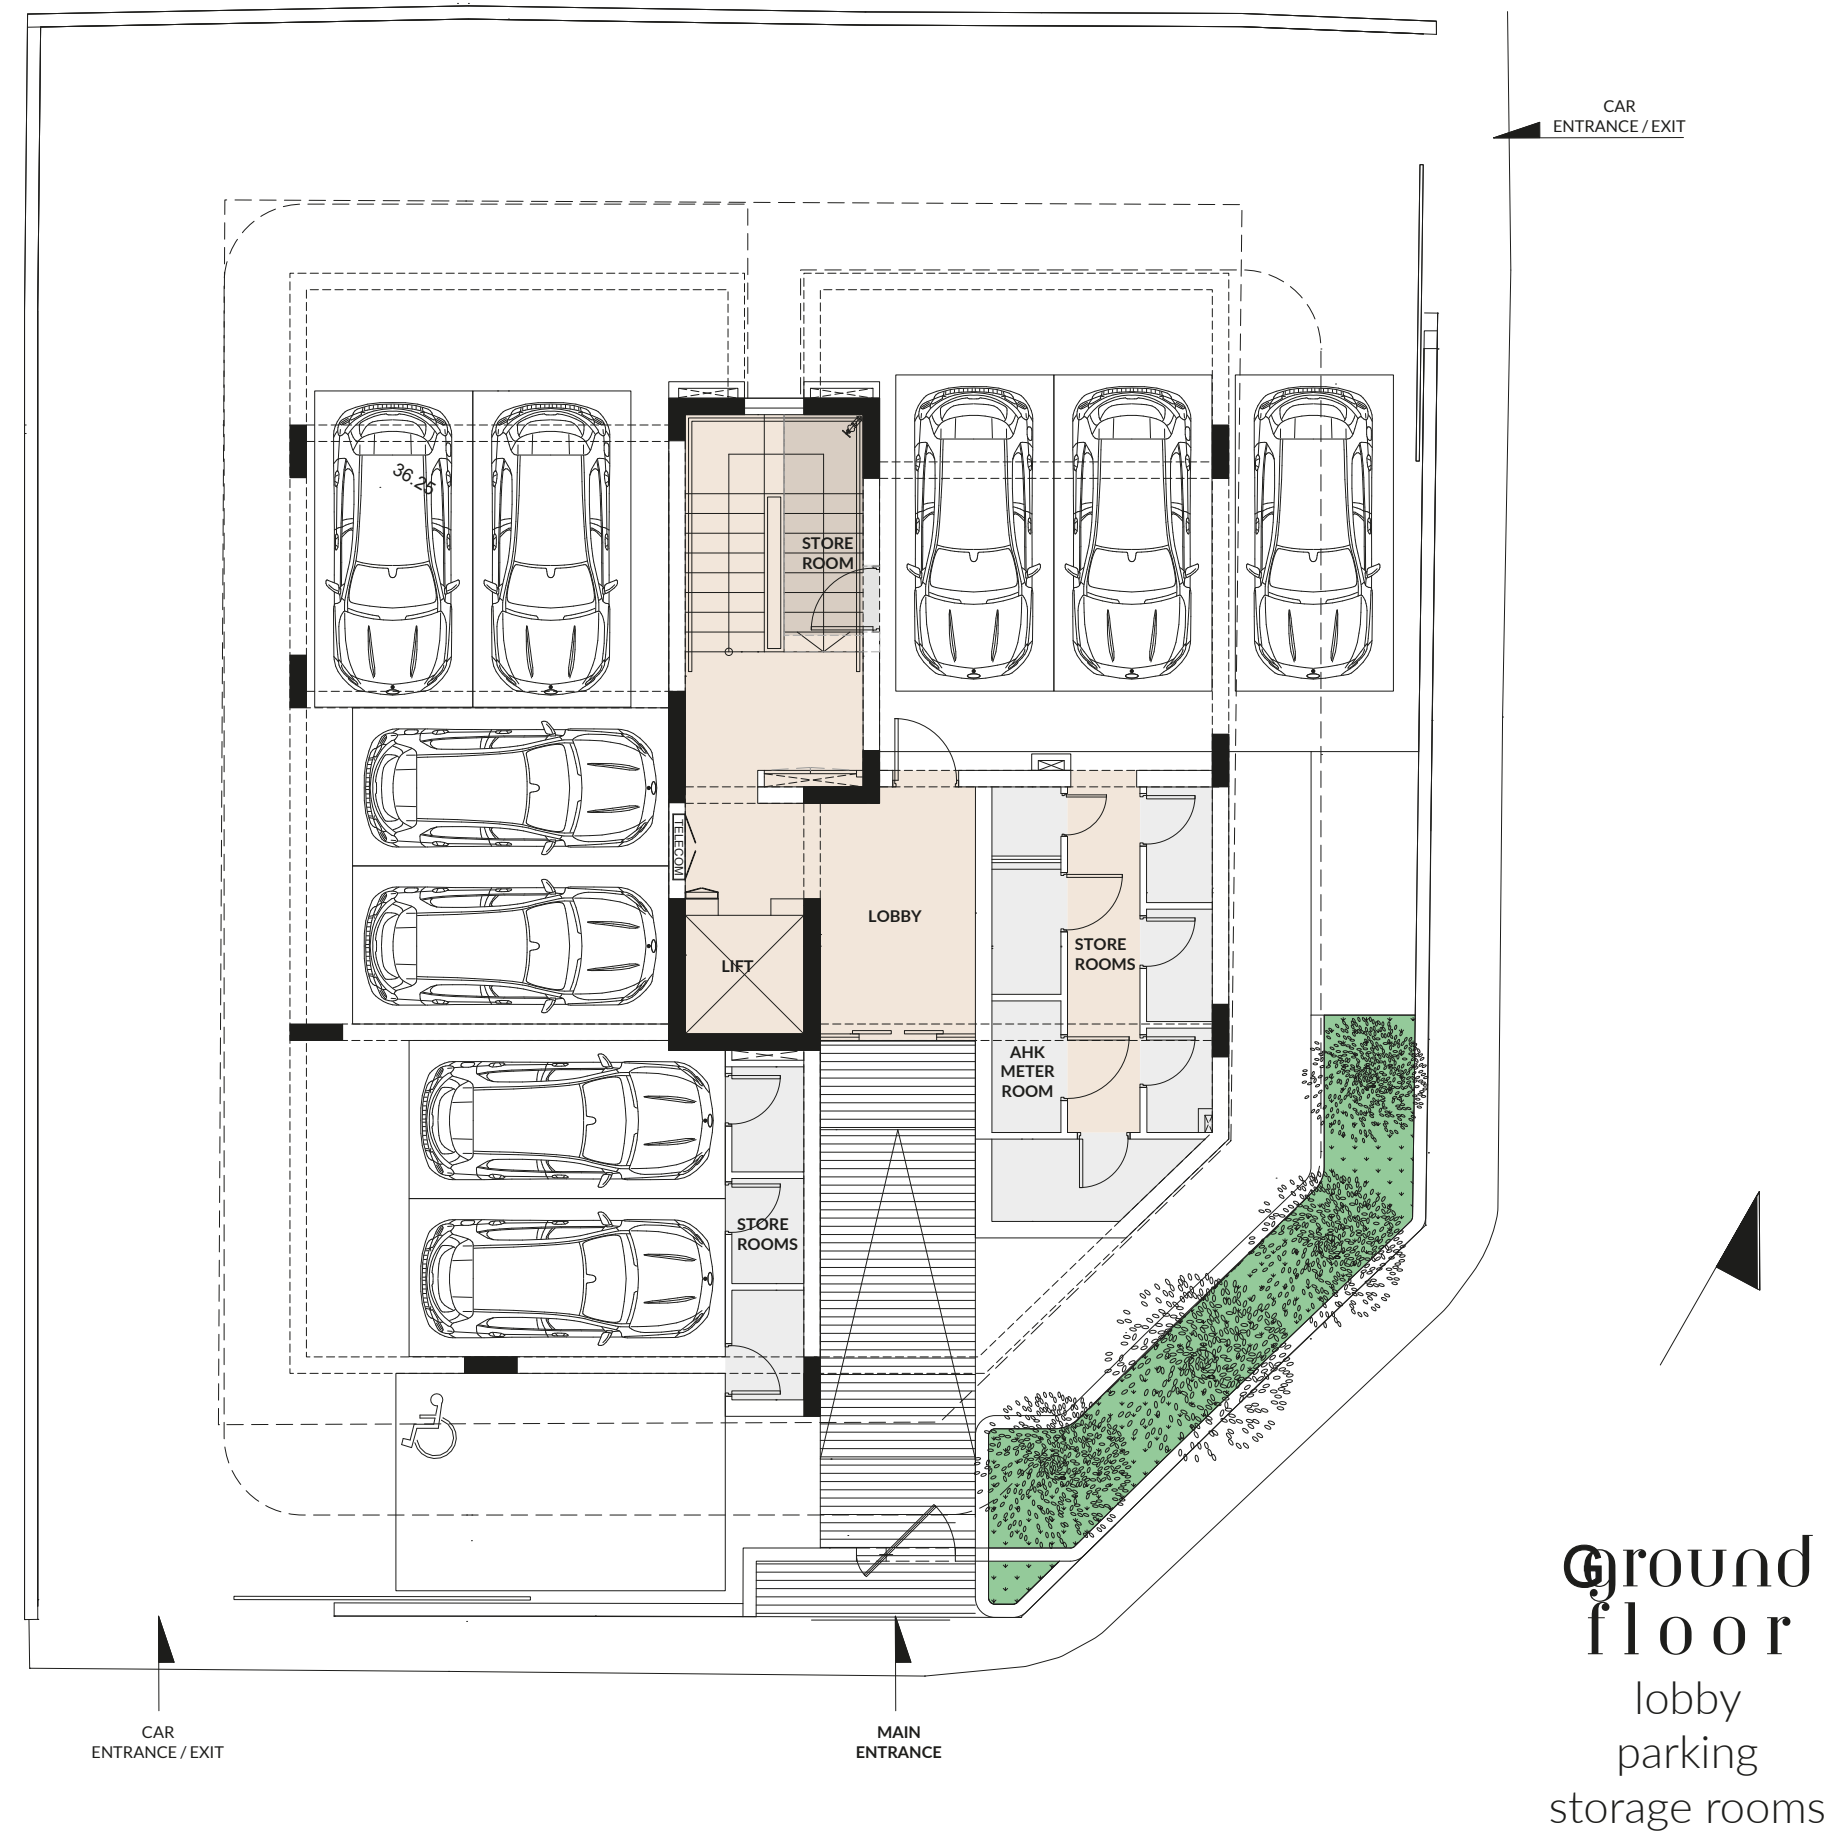 CAR
ENTRANCE / EXIT
36.25
STORE
ROOM
TELECOM
LOBBY
LIFT
STORE
ROOMS
AHK
METER
ROOM
STORE
ROOMS
CAR
ENTRANCE / EXIT
MAIN
ENTRANCE
G
ground
floor
lobby
parking
storage rooms